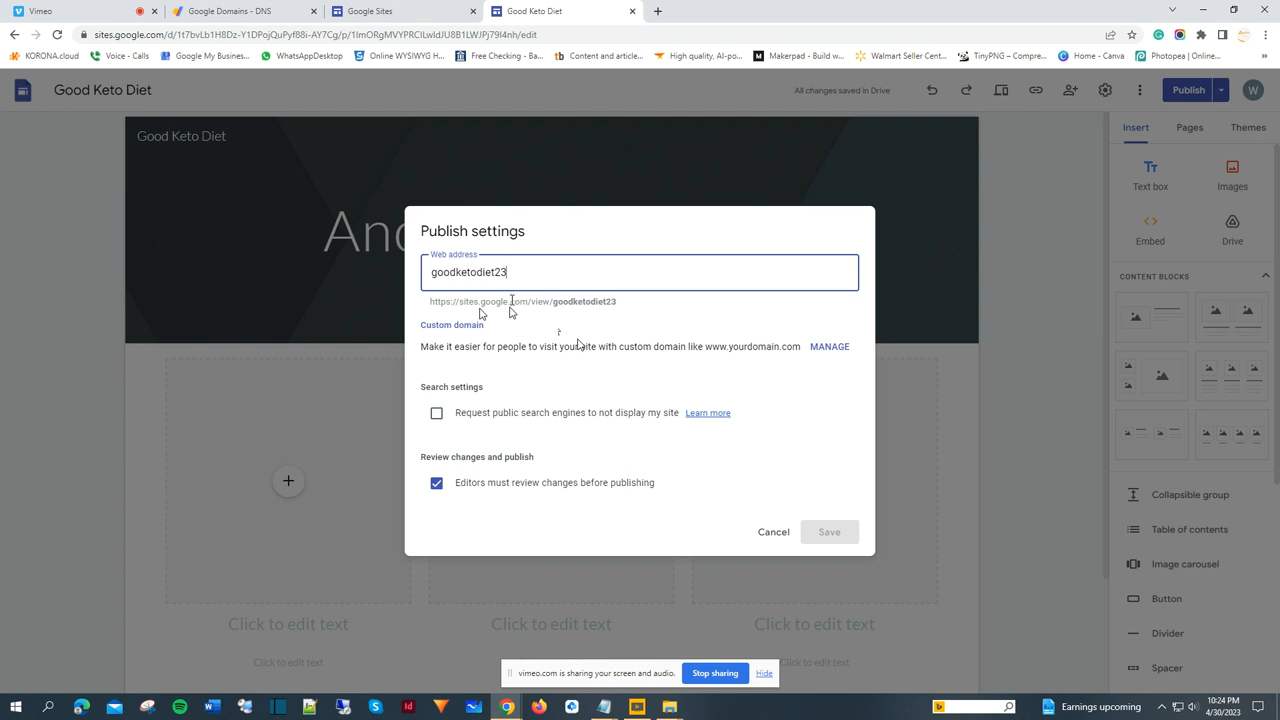 Vimeo
Google Domains - DNS
Google Sites
Good Keto Diet
sites.google.com/d/
/edit
KORONA.cloud
Voice - Calls
Google My Business...
WhatsAppDesktop
Online WYSIWYG H...
Free Checking - Ba...
Content and article...
High quality, AI-po...
Makerpad - Build w...
Walmart Seller Cent...
TinyPNG – Compre...
Home - Canva
Photopea | Online...
Good Keto Diet
All changes saved in Drive
Publish
W
Good Keto Diet
Insert
Pages
Themes
Text box
Images
Embed
Drive
CONTENT BLOCKS
Collapsible group
Table of contents
Image carousel
Button
Divider
Spacer
Publish settings
Web address
goodketodiet23
https://sites.google.com/view/goodketodiet23
Custom domain
Make it easier for people to visit your site with custom domain like www.yourdomain.com MANAGE
Search settings
Request public search engines to not display my site Learn more
Review changes and publish
Editors must review changes before publishing
Cancel
Save
Click to edit text
Click to edit text
Click to edit text
Click to edit text
Click to edit text
vimeo.com is sharing your screen and audio.
Stop sharing
Hide
Earnings upcoming
10:24 PM
4/30/2023